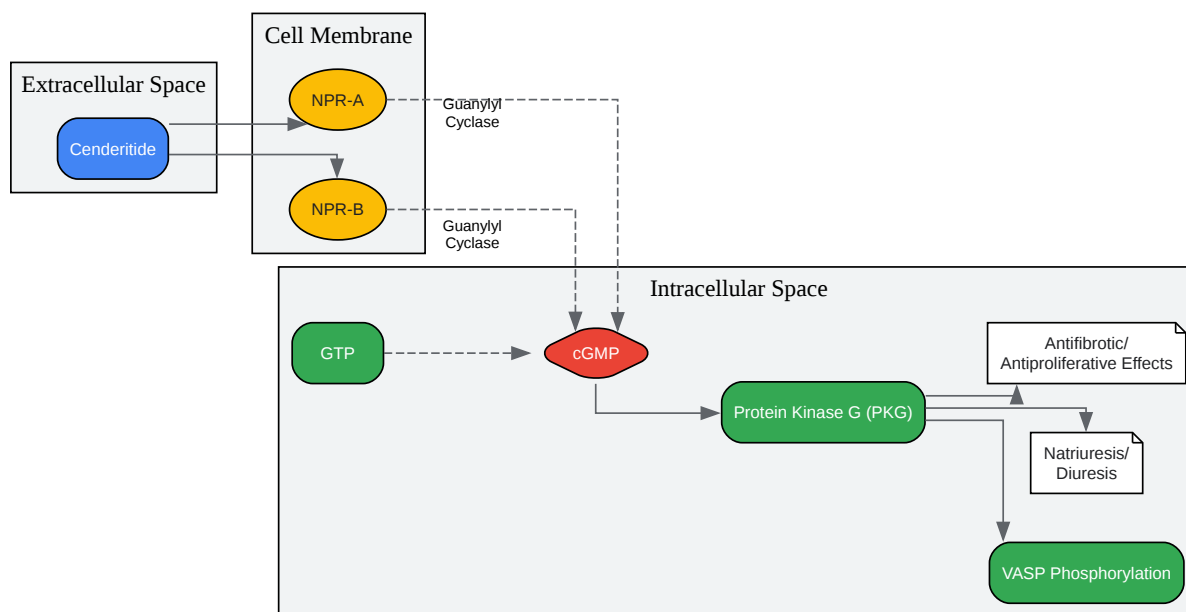 Cell Membrane
Extracellular Space
NPR-A
Guanylyl
Cyclase
Cenderitide
NPR-B
Guanylyl
Cyclase
Intracellular Space
GTP
cGMP
Antifibrotic/
Antiproliferative Effects
Protein Kinase G (PKG)
Natriuresis/
Diuresis
VASP Phosphorylation